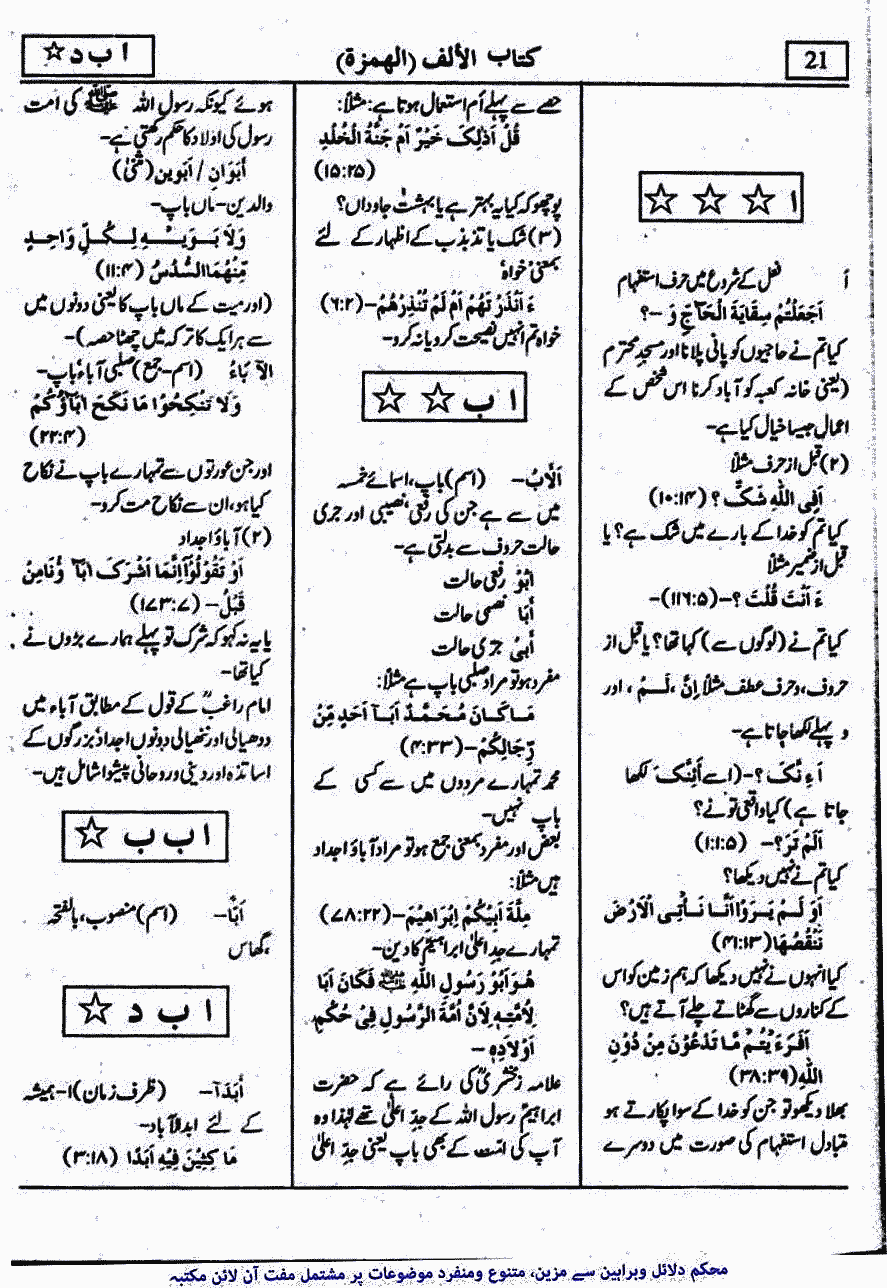 21
كتاب الألف (الهمزة)
ا ب د ☆
ا ☆ ☆ ☆
أ فعل کے شروع میں حرف استفہام
اَجَعَلْتُمْ سِقَايَةَ الْحَآجِّ وَ –؟
کیا تم نے حاجیوں کو پانی پلانا اور مسجد محترم
(یعنی خانہ کعبہ کو آباد کرنا اس شخص کے
اعمال جیسا خیال کیا ہے–
(۲) قبل از حرف مثلاً
اَفِی اللّٰهِ شَکٌّ ؟ (۱۰:۱۴)
کیا تم کو خدا کے بارے میں شک ہے؟ یا
قبل از ضمیر مثلاً
ءَ اَنْتَ قُلْتَ ؟–(۱۱۶:۵)–
کیا تم نے (لوگوں سے) کہا تھا؟ یا قبل از
حروف، و حرف عطف مثلاً اِنَّ ، لَمْ ، اور
و پہلے لکھا جاتا ہے–
اَءِ نَّکَ ؟–(اسے أَئِنَّکَ لکھا
جاتا ہے) کیا واقعی تو نے؟
اَلَمْ تَرَ؟– (۱:۱:۵)
کیا تم نے نہیں دیکھا؟
اَوَ لَمْ يَرَوْا اَنَّا نَأْتِی الْاَرْضَ
نَنْقُصُهَا (۴۱:۱۳)
کیا انہوں نے نہیں دیکھا کہ ہم زمین کو اس
کے کناروں سے گھٹاتے چلے آتے ہیں؟
اَفَرَءَيْتُمْ مَّا تَدْعُوْنَ مِنْ دُوْنِ
اللّٰهِ (۳۸:۳۹)
بھلا دیکھو تو جن کو خدا کے سوا پکارتے ہو
متبادل استفہام کی صورت میں دوسرے
حصے سے پہلے اَم استعمال ہوتا ہے: مثلاً:
قُلْ اَذٰلِکَ خَيْرٌ اَمْ جَنَّةُ الْخُلْدِ
(۱۵:۲۵)
پوچھو کہ کیا یہ بہتر ہے یا بہشت جاوداں؟
(۳) شک یا تذبذب کے اظہار کے لئے
بمعنی خواہ
ءَ اَنْذَرْ تَهُمْ اَمْ لَمْ تُنْذِرْهُمْ–(۶:۲)
خواہ تم انہیں نصیحت کرو یا نہ کرو–
ا ب ☆ ☆
اَلْاَبُ– (اسم) باپ، اسمائے خمسہ
میں سے ہے جن کی رفعی، نصیبی اور جری
حالت حروف سے بدلتی ہے–
أَبُوْ رفعی حالت
أَبَا نصبی حالت
أَبِیْ جری حالت
مفرد ہو تو مراد صلبی باپ ہے مثلاً:
مَا كَانَ مُحَمَّدٌ اَبَآ اَحَدٍ مِّنْ
رِّجَالِكُمْ–(۴:۳۳)
محمد تمہارے مردوں میں سے کسی کے
باپ نہیں–
بعض اور مفرد بمعنی جمع ہو تو مراد آباؤ اجداد
ہیں مثلاً:
مِلَّةَ اَبِيْكُمْ اِبْرَاهِيْمَ–(۷۸:۲۲)
تمہارے جد اعلیٰ ابراہیم کا دین–
هُوَ اَبُوْ رَسُوْلِ اللّٰهِ ﷺ فَكَانَ اَبًا
لِاُمَّتِهٖ لِاَنَّ اُمَّةَ الرَّسُوْلِ فِیْ حُكْمِ
اَوْلَادِهٖ–
علامہ زمخشریؒ کی رائے ہے کہ حضرت
ابراہیمؑ رسول اللہ کے جدِّ اعلیٰ تھے لہٰذا وہ
آپ کی امت کے بھی باپ یعنی جدِّ اعلیٰ
ہوئے کیونکہ رسول اللہ ﷺ کی امت
رسول کی اولاد کا حکم رکھتی ہے–
أَبَوَانِ / أَبَوین (مثنیٰ)
والدین – ماں باپ–
وَ لَا بَوَيْهِ لِكُلِّ وَاحِدٍ
مِّنْهُمَا السُّدُسُ (۱۱:۴)
(اور میت کے ماں باپ کا یعنی دونوں میں
سے ہر ایک کا ترکہ میں چھٹا حصہ)–
الآ بَاءُ (اسم – جمع) صلبی آباء باپ–
وَ لَا تَنْكِحُوْا مَا نَكَحَ اٰبَآؤُكُمْ
(۲۲:۴)
اور جن عورتوں سے تمہارے باپ نے نکاح
کیا ہو، ان سے نکاح مت کرو–
(۲) آباؤ اجداد
اَوْ تَقُوْلُوْآ اِنَّمَآ اَشْرَکَ اٰبَآ ؤُنَا مِنْ
قَبْلُ– (۱۷۳:۷)
یا یہ نہ کہو کہ شرک تو پہلے ہمارے بڑوں نے
کیا تھا–
امام راغبؒ کے قول کے مطابق آباء میں
ددھیالی اور ننھیالی دونوں اجداد بزرگوں کے
اساتذہ اور دینی و روحانی پیشوا شامل ہیں–
ا ب ب ☆
اَبًّا– (اسم) منصوب، بالفتحہ
گھاس،
ا ب د ☆
أَبَدًا– (ظرف زمان) ۱– ہمیشہ
کے لئے ابدالآباد–
مَا كِثِيْنَ فِيْهِ اَبَدًا (۳:۱۸)
محکم دلائل وبراہین سے مزین، متنوع ومنفرد موضوعات پر مشتمل مفت آن لائن مکتبہ